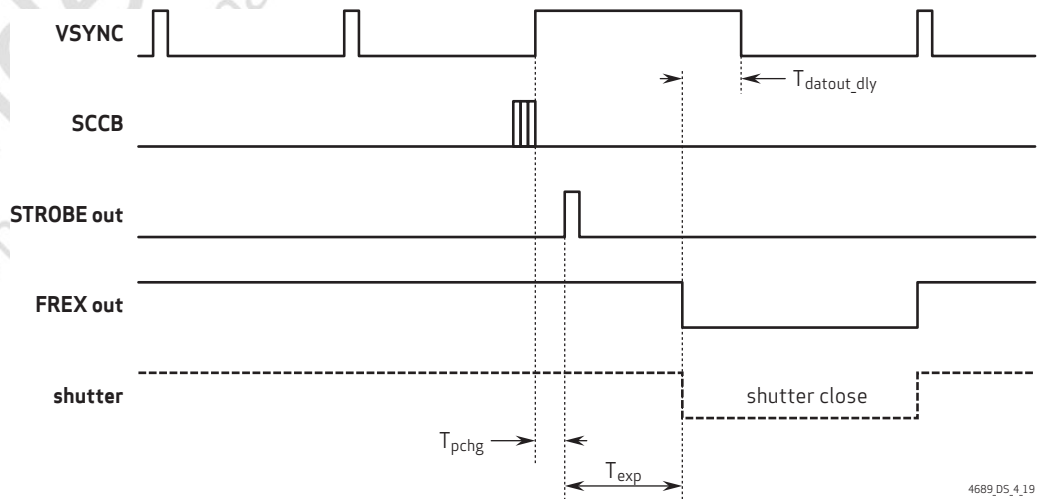 VSYNC
T_datout_dly
SCCB
STROBE out
FREX out
shutter
shutter close
T_pchg
T_exp
4689_DS_4_19